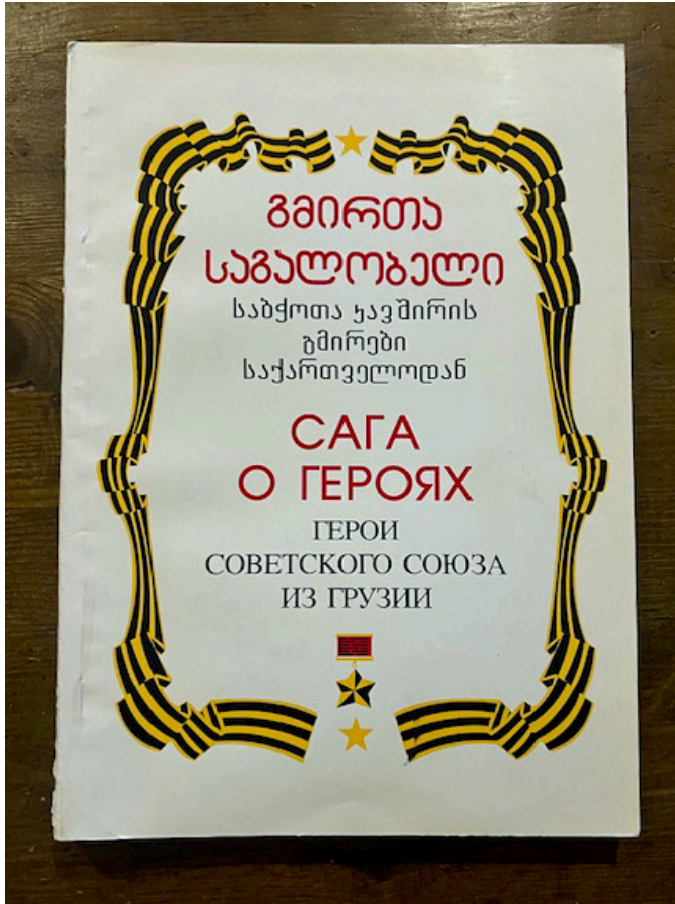 გმირთა
საგალობელი
საბჭოთა კავშირის
გმირები
საქართველოდან
САГА
О ГЕРОЯХ
ГЕРОИ
СОВЕТСКОГО СОЮЗА
ИЗ ГРУЗИИ